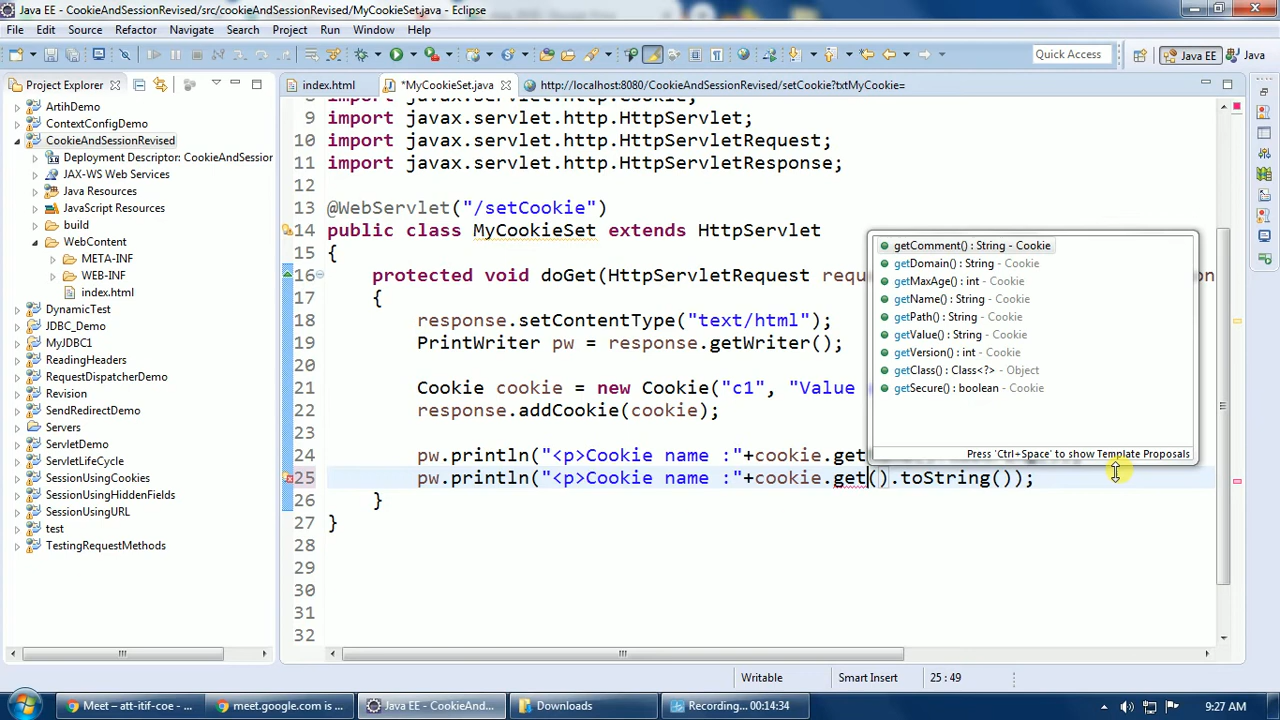 Java EE - CookieAndSessionRevised/src/cookieAndSessionRevised/MyCookieSet.java - Eclipse
File Edit Source Refactor Navigate Search Project Run Window Help
Quick Access
Java EE
Java
Project Explorer
index.html
*MyCookieSet.java
http://localhost:8080/CookieAndSessionRevised/setCookie?txtMyCookie=
ArtihDemo
ContextConfigDemo
CookieAndSessionRevised
Deployment Descriptor: CookieAndSession
JAX-WS Web Services
Java Resources
JavaScript Resources
build
WebContent
META-INF
WEB-INF
index.html
DynamicTest
JDBC_Demo
MyJDBC1
ReadingHeaders
RequestDispatcherDemo
Revision
SendRedirectDemo
Servers
ServletDemo
ServletLifeCycle
SessionUsingCookies
SessionUsingHiddenFields
SessionUsingURL
test
TestingRequestMethods
8 import javax.servlet.http.Cookie;
9 import javax.servlet.http.HttpServlet;
10 import javax.servlet.http.HttpServletRequest;
11 import javax.servlet.http.HttpServletResponse;
12
13 @WebServlet("/setCookie")
14 public class MyCookieSet extends HttpServlet
15 {
16 protected void doGet(HttpServletRequest requ
17 {
18 response.setContentType("text/html");
19 PrintWriter pw = response.getWriter();
20
21 Cookie cookie = new Cookie("c1", "Value
22 response.addCookie(cookie);
23
24 pw.println("<p>Cookie name :"+cookie.get
25 pw.println("<p>Cookie name :"+cookie.get().toString());
26 }
27 }
28
29
30
31
32
getComment() : String - Cookie
getDomain() : String - Cookie
getMaxAge() : int - Cookie
getName() : String - Cookie
getPath() : String - Cookie
getValue() : String - Cookie
getVersion() : int - Cookie
getClass() : Class<?> - Object
getSecure() : boolean - Cookie
Press 'Ctrl+Space' to show Template Proposals
on
Writable
Smart Insert
25 : 49
Meet – att-itif-coe - ...
meet.google.com is ...
Java EE - CookieAnd...
Downloads
Recording... 00:14:34
9:27 AM